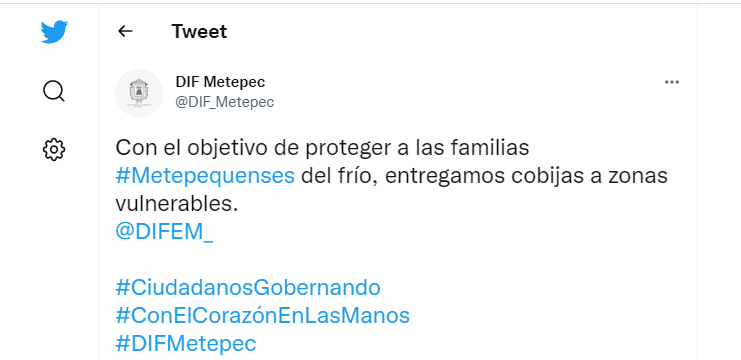 Tweet
DIF Metepec
@DIF_Metepec
Con el objetivo de proteger a las familias
#Metepequenses del frío, entregamos cobijas a zonas
vulnerables.
@DIFEM_
#CiudadanosGobernando
#ConElCorazónEnLasManos
#DIFMetepec